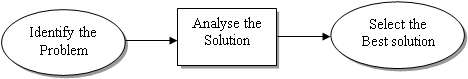 Identify the
Problem
Analyse the
Solution
Select the
Best solution